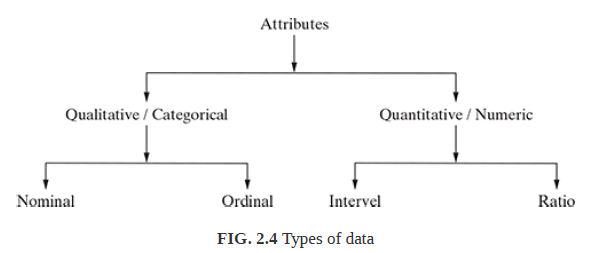 Attributes
Qualitative / Categorical Quantitative / Numeric
Nominal Ordinal Intervel Ratio
FIG. 2.4 Types of data